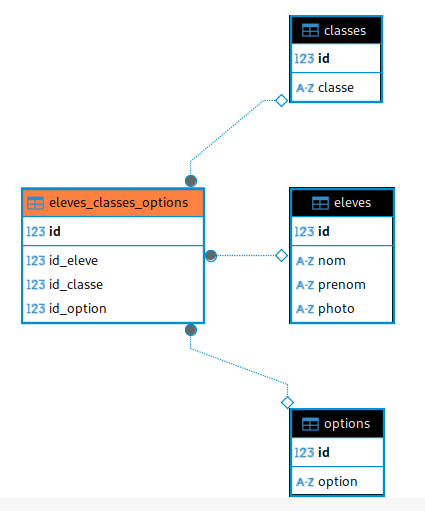 classes
123 id
A-Z classe
eleves_classes_options
123 id
123 id_eleve
123 id_classe
123 id_option
eleves
123 id
A-Z nom
A-Z prenom
A-Z photo
options
123 id
A-Z option